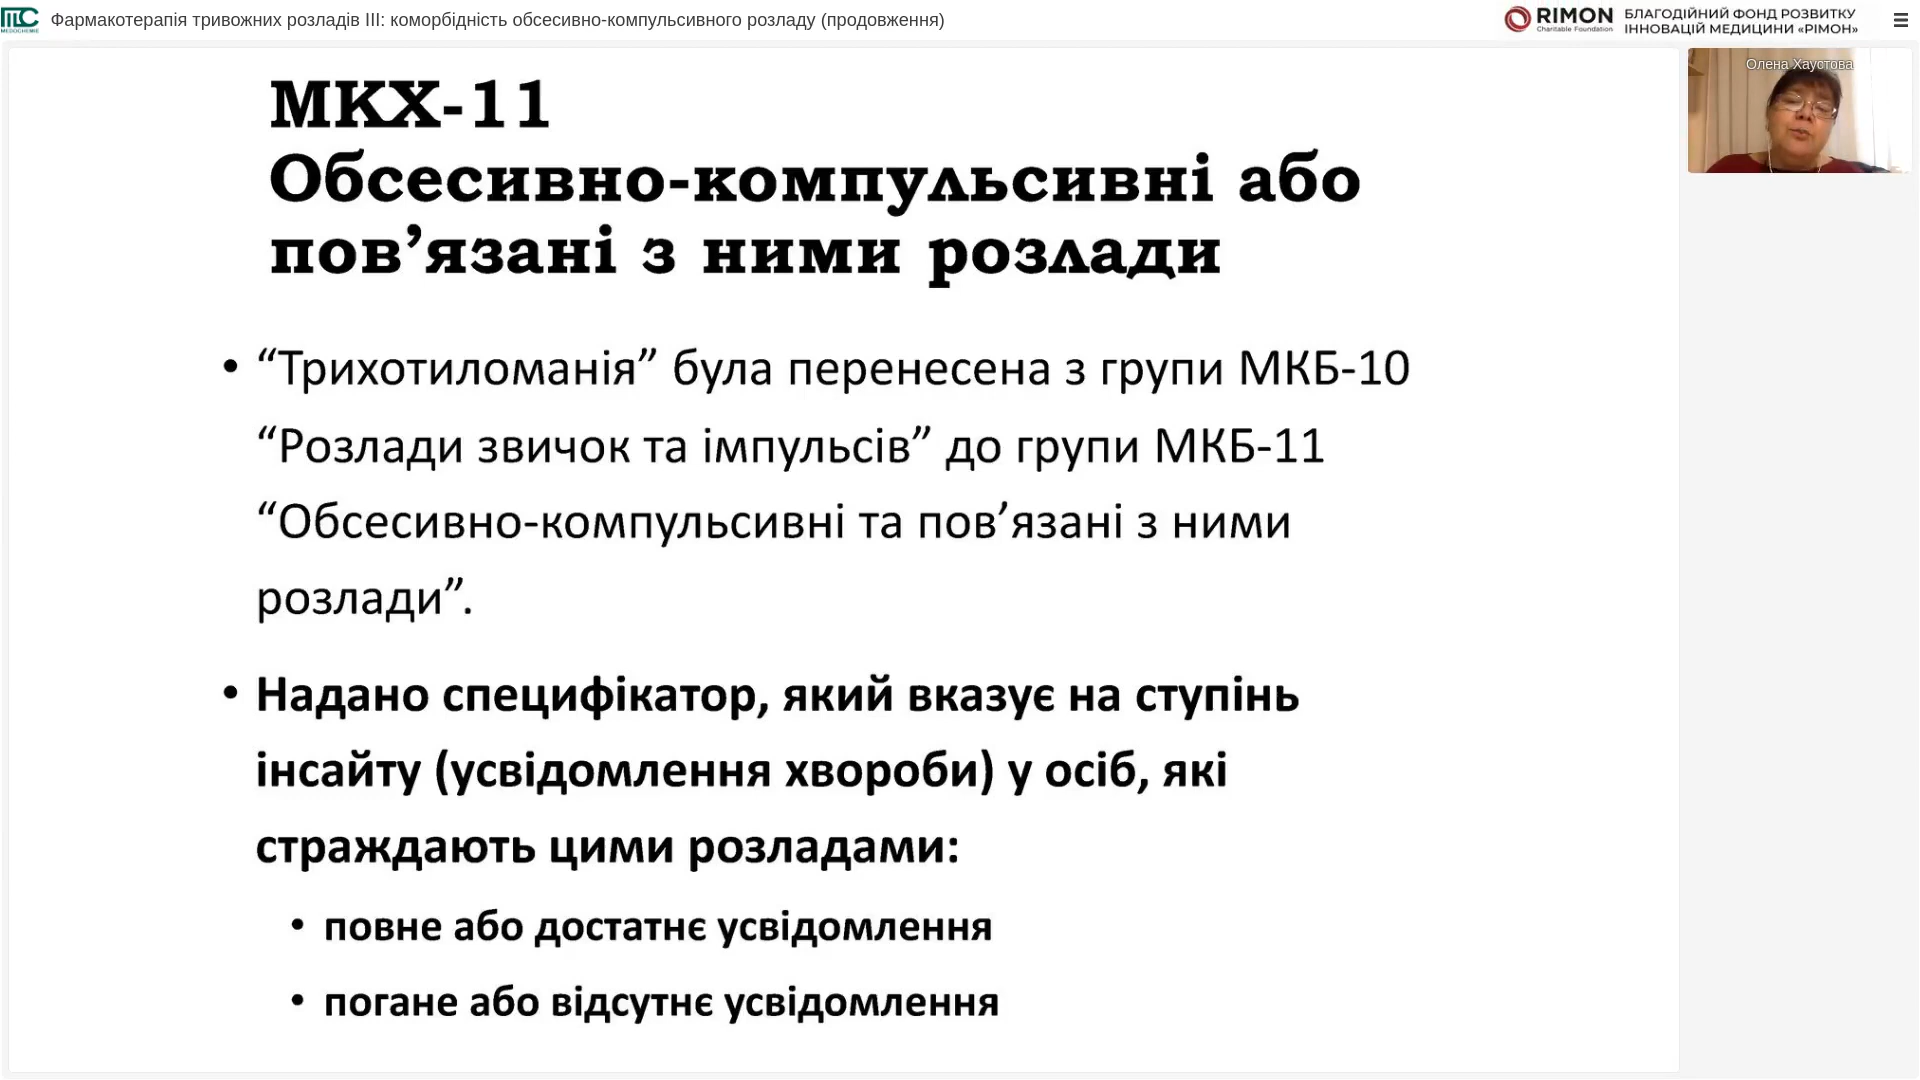 MEDOCHEMIE
Фармакотерапія тривожних розладів III: коморбідність обсесивно-компульсивного розладу (продовження)
RIMON
Charitable Foundation
БЛАГОДІЙНИЙ ФОНД РОЗВИТКУ
ІННОВАЦІЙ МЕДИЦИНИ «РІМОН»
Олена Хаустова
МКХ-11
Обсесивно-компульсивні або
пов’язані з ними розлади
• “Трихотиломанія” була перенесена з групи МКБ-10
“Розлади звичок та імпульсів” до групи МКБ-11
“Обсесивно-компульсивні та пов’язані з ними
розлади”.
• Надано специфікатор, який вказує на ступінь
інсайту (усвідомлення хвороби) у осіб, які
страждають цими розладами:
• повне або достатнє усвідомлення
• погане або відсутнє усвідомлення